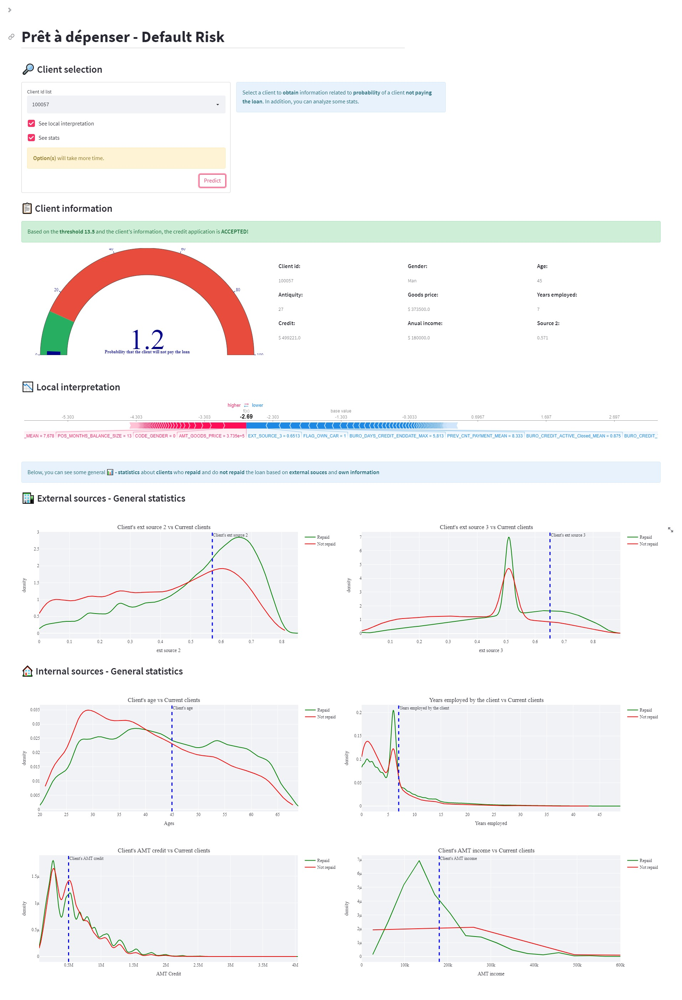 Prêt à dépenser - Default Risk
Client selection
Client Id list
100057
See local interpretation
See stats
Option(s) will take more time.
Predict
Select a client to obtain information related to probability of a client not paying
the loan. In addition, you can analyze some stats.
Client information
Based on the threshold 13.5 and the client's information, the credit application is ACCEPTED!
0
20
40
60
80
100
1.2
Probability that the client will not pay the loan
Client id:
100057
Gender:
Man
Age:
45
Antiquity:
27
Goods price:
$ 373500.0
Years employed:
7
Credit:
$ 499221.0
Anual income:
$ 180000.0
Source 2:
0.571
Local interpretation
higher lower
f(x) base value
-5.303 -4.303 -3.303 -2.69 -2.303 -1.303 -0.3033 0.6967 1.697 2.697
_MEAN = 7,678 POS_MONTHS_BALANCE_SIZE = 13 CODE_GENDER = 0 AMT_GOODS_PRICE = 3.735e+5 EXT_SOURCE_3 = 0.6513 FLAG_OWN_CAR = 1 BURO_DAYS_CREDIT_ENDDATE_MAX = 5,813 PREV_CNT_PAYMENT_MEAN = 8.333 BURO_CREDIT_ACTIVE_Closed_MEAN = 0.875 BURO_CREDIT_
Below, you can see some general - statistics about clients who repaid and do not repaid the loan based on external souces and own information
External sources - General statistics
Client's ext source 2 vs Current clients
Client's ext source 2
Repaid
Not repaid
3
2.5
2
1.5
1
0.5
0
density
0 0.1 0.2 0.3 0.4 0.5 0.6 0.7 0.8
ext source 2
Client's ext source 3 vs Current clients
Client's ext source 3
Repaid
Not repaid
7
6
5
4
3
2
1
0
density
0.1 0.2 0.3 0.4 0.5 0.6 0.7 0.8
ext source 3
Internal sources - General statistics
Client's age vs Current clients
Client's age
Repaid
Not repaid
0.035
0.03
0.025
0.02
0.015
0.01
0.005
0
density
20 25 30 35 40 45 50 55 60 65
Ages
Years employed by the client vs Current clients
Years employed by the client
Repaid
Not repaid
0.2
0.15
0.1
0.05
0
density
0 5 10 15 20 25 30 35 40 45
Years employed
Client's AMT credit vs Current clients
Client's AMT credit
Repaid
Not repaid
1.5μ
1μ
0.5μ
0
density
0.5M 1M 1.5M 2M 2.5M 3M 3.5M 4M
AMT Credit
Client's AMT income vs Current clients
Client's AMT income
Repaid
Not repaid
7μ
6μ
5μ
4μ
3μ
2μ
1μ
0
density
0 100k 200k 300k 400k 500k 600k
AMT income